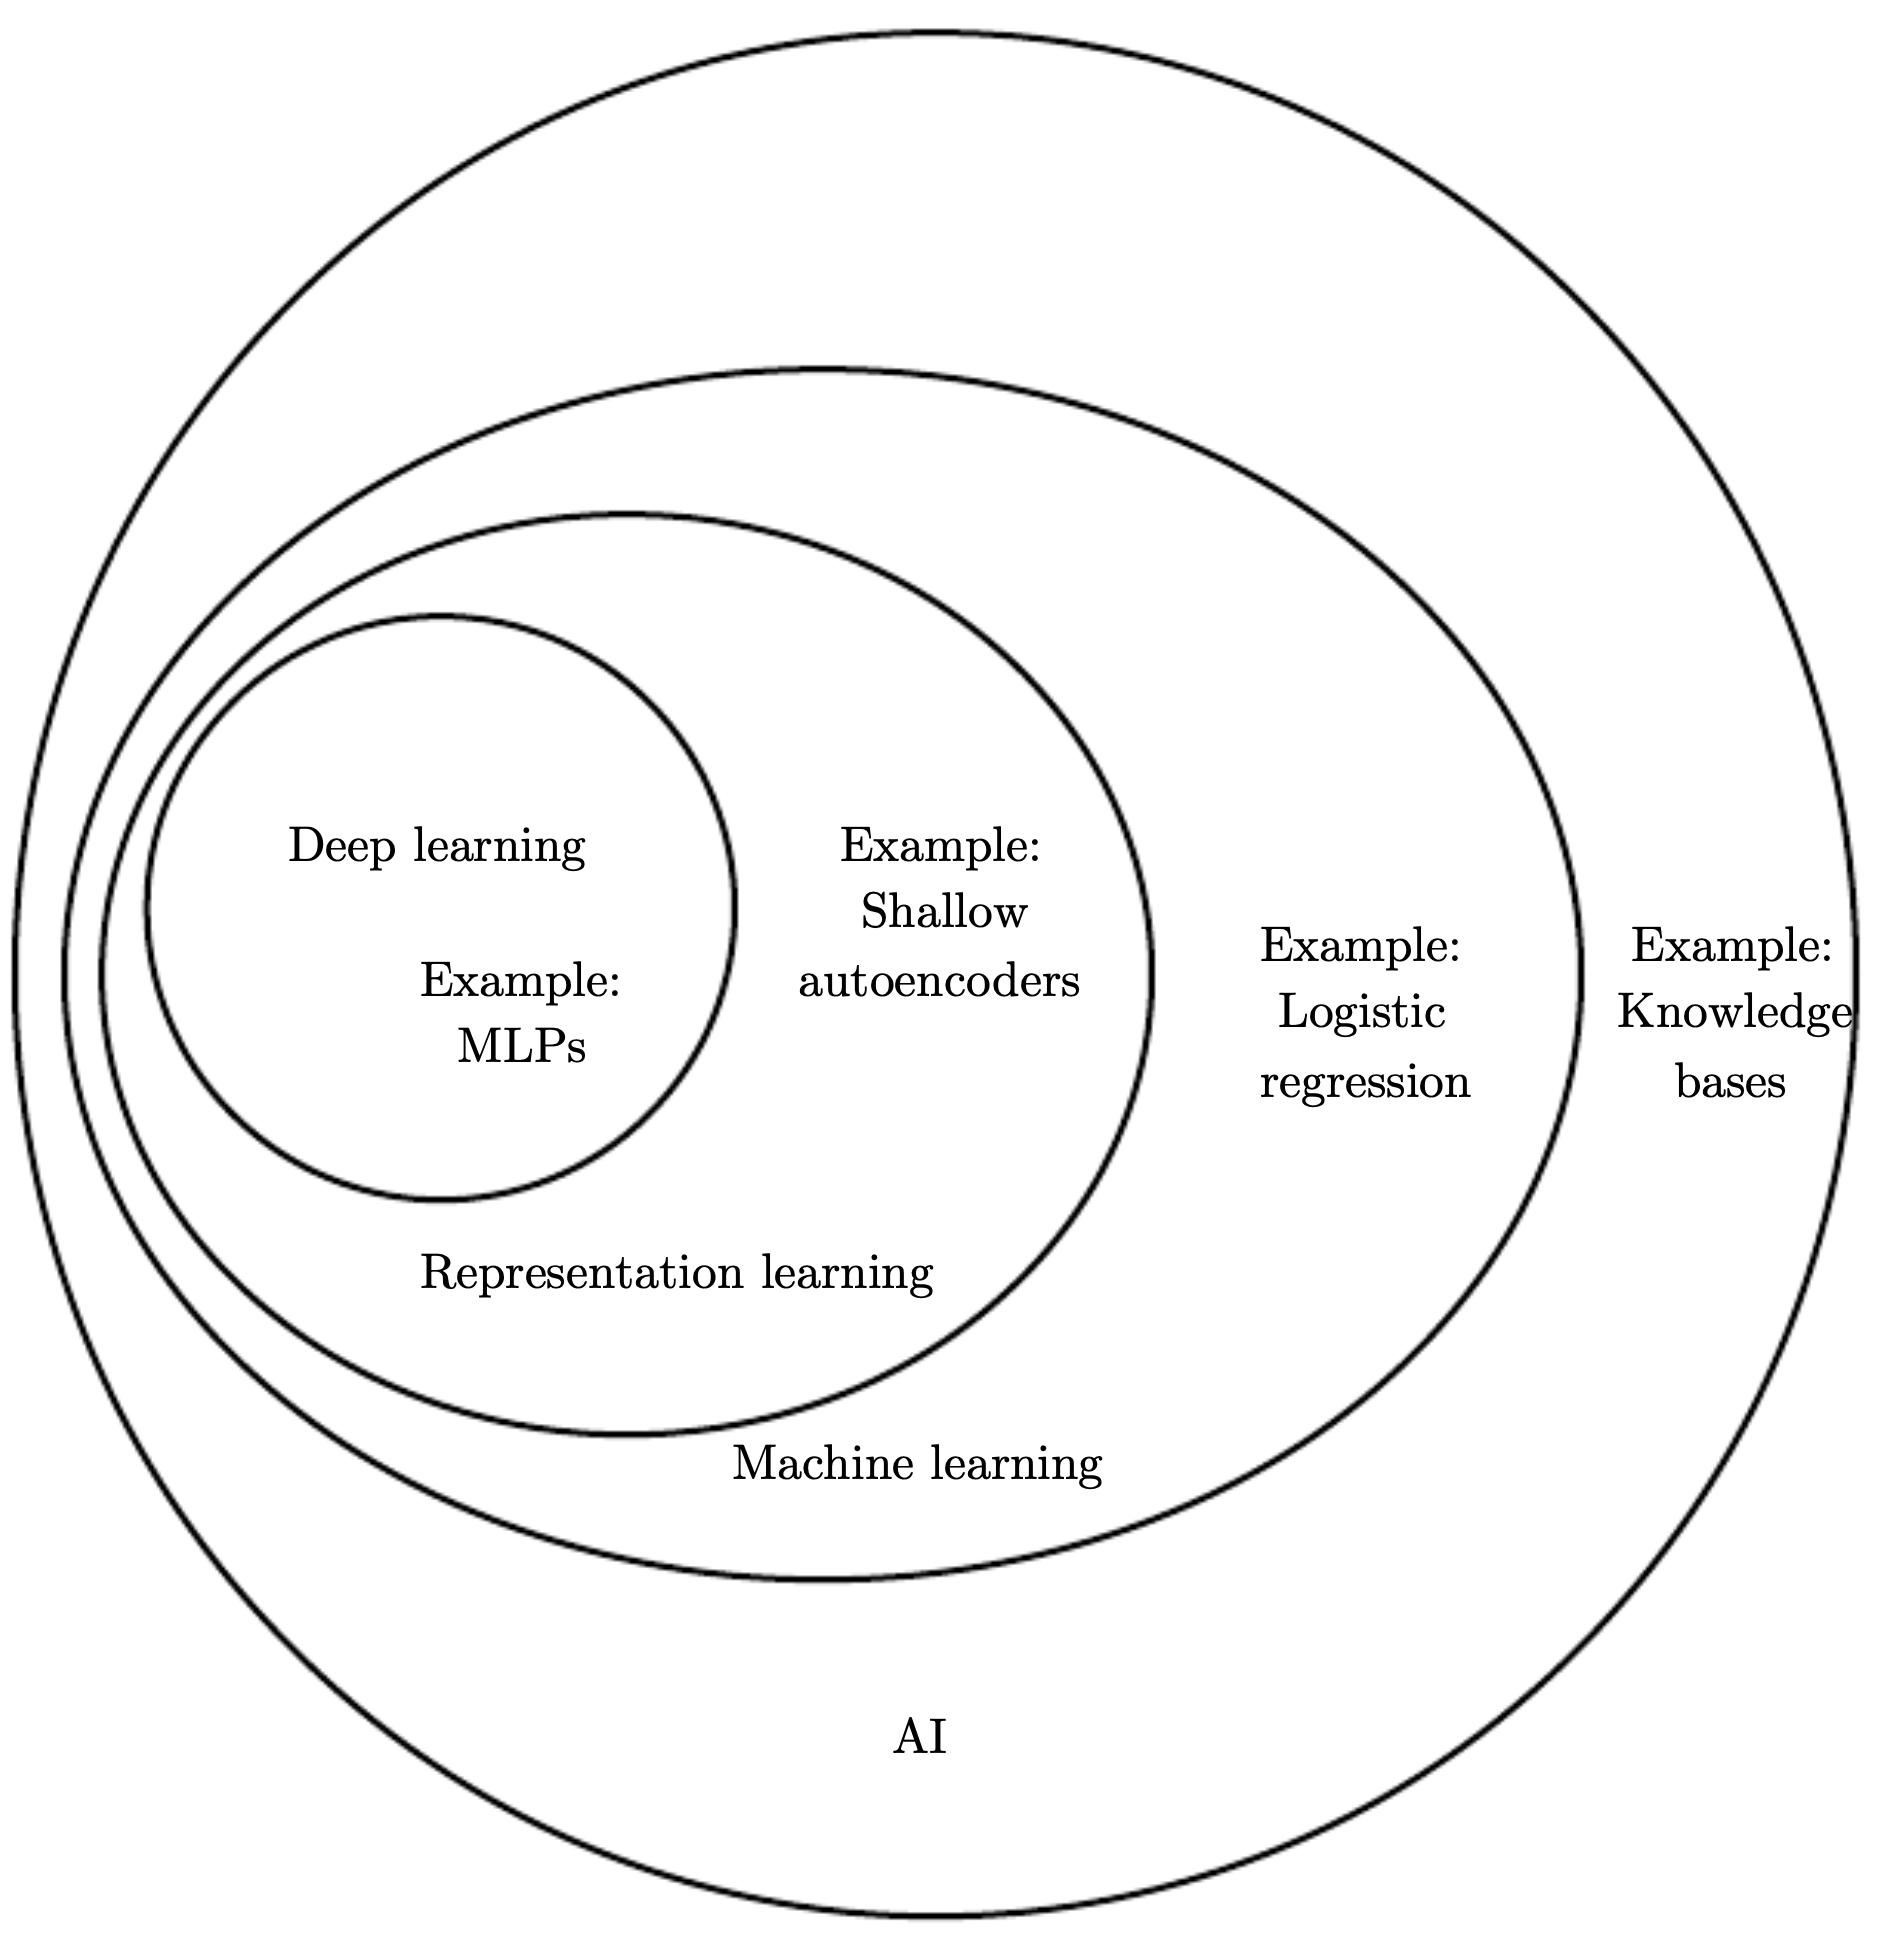 Deep learning
Example:
MLPs
Example:
Shallow
autoencoders
Example:
Logistic
regression
Example:
Knowledge
bases
Representation learning
Machine learning
AI